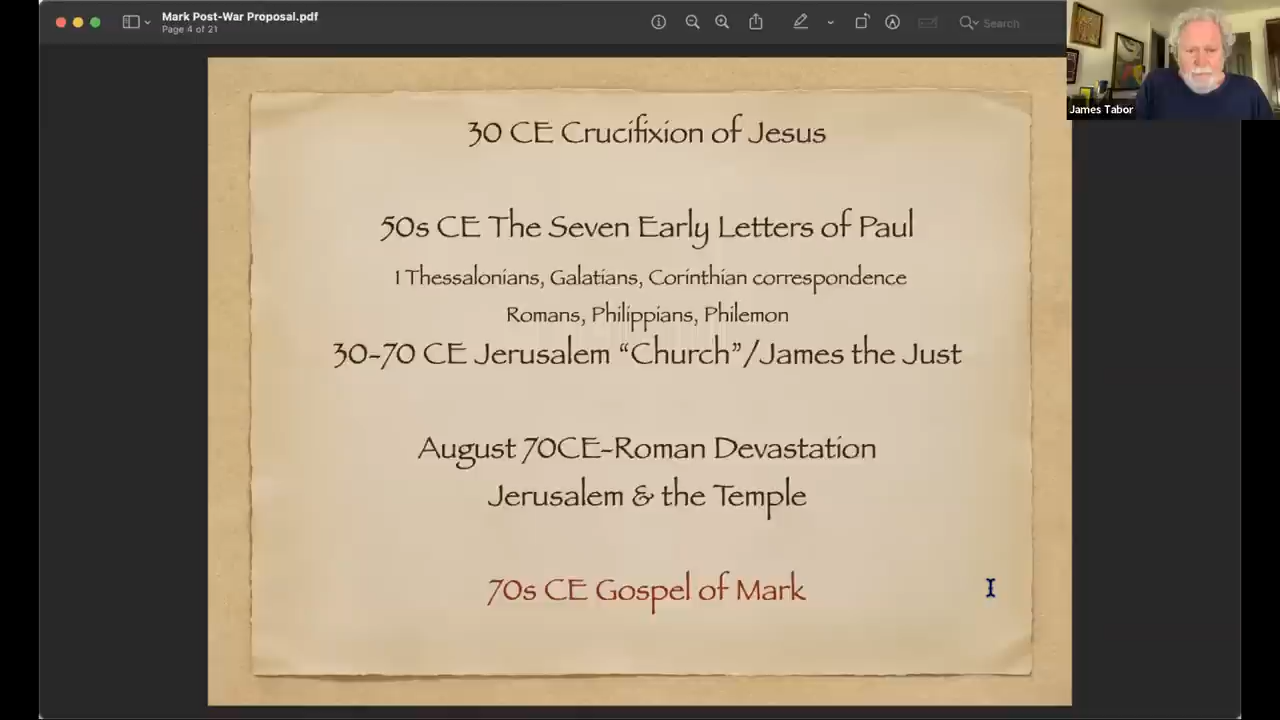 Mark Post-War Proposal.pdf
Page 4 of 21
Search
James Tabor
30 CE Crucifixion of Jesus
50s CE The Seven Early Letters of Paul
1 Thessalonians, Galatians, Corinthian correspondence
Romans, Philippians, Philemon
30-70 CE Jerusalem “Church”/James the Just
August 70CE-Roman Devastation
Jerusalem & the Temple
70s CE Gospel of Mark